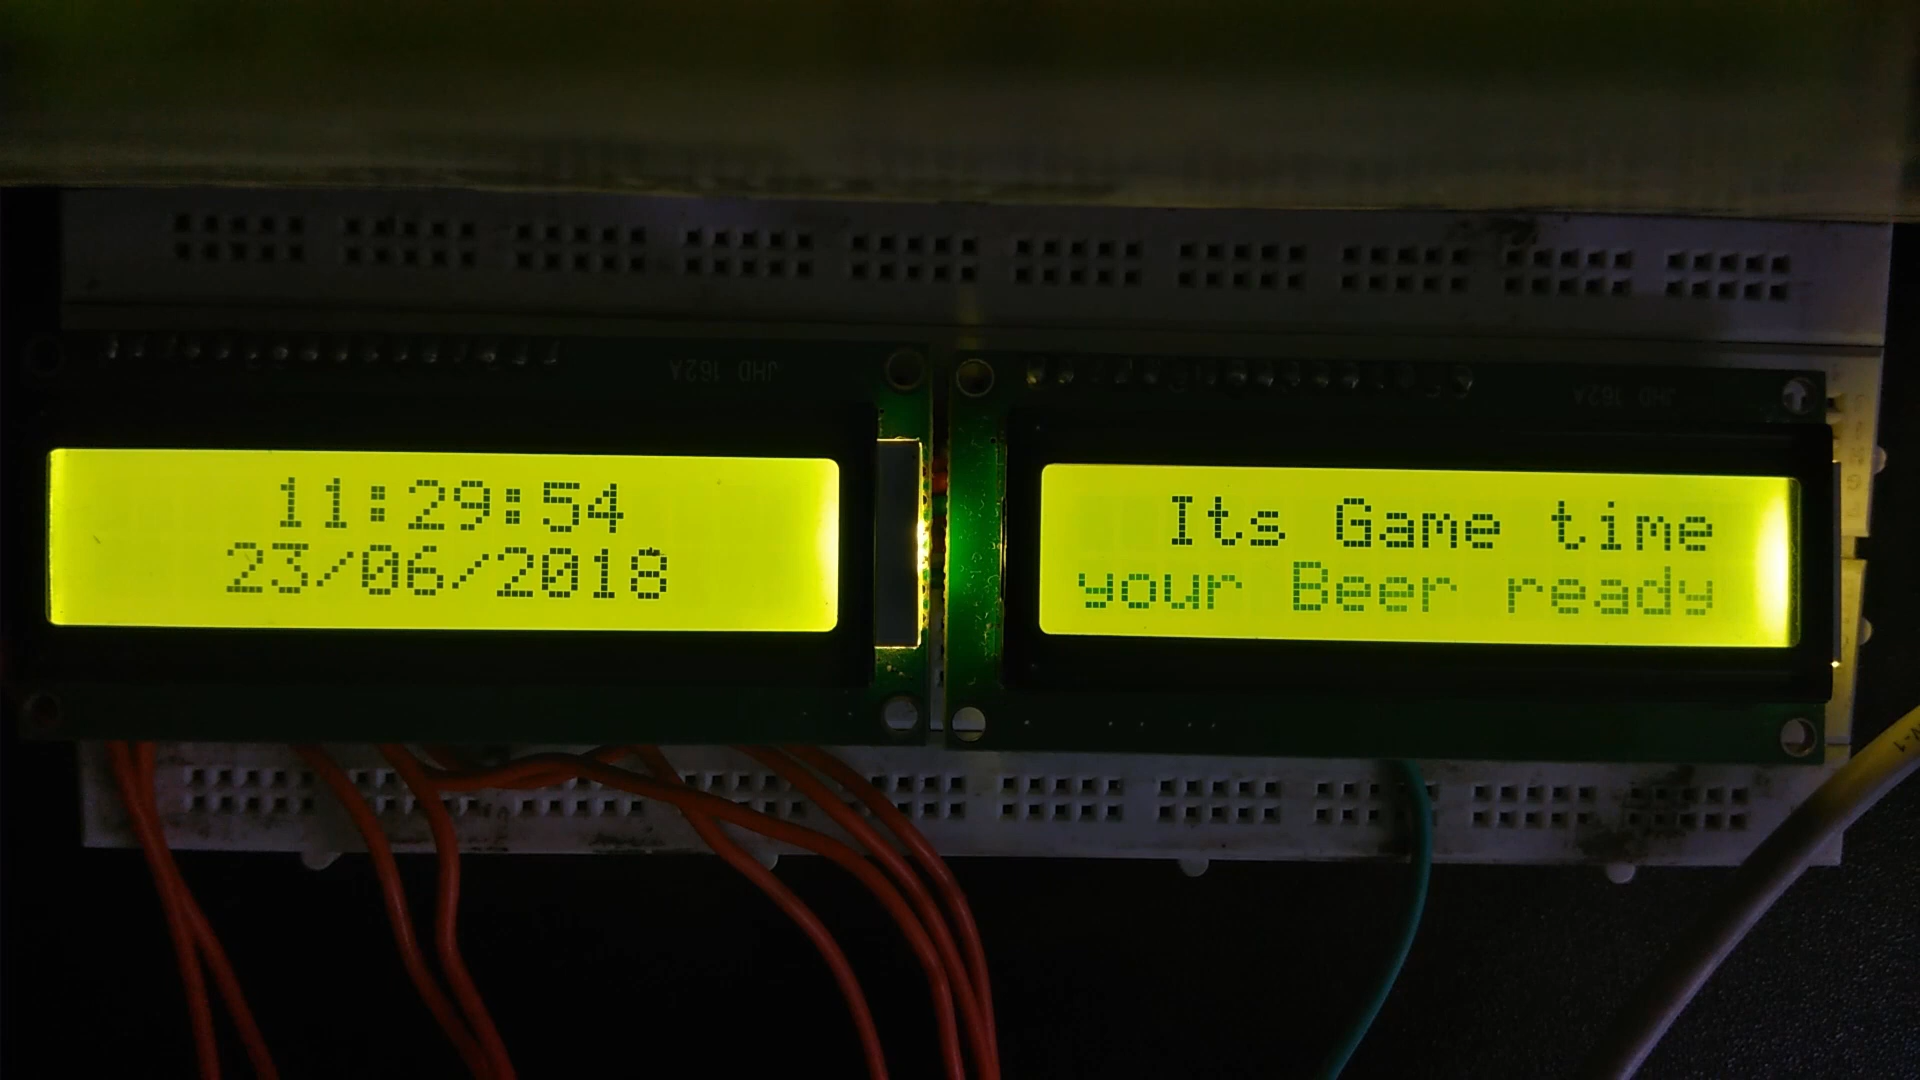 JHD 162A
JHD 162A
11:29:54
23/06/2018
Its Game time
your Beer ready